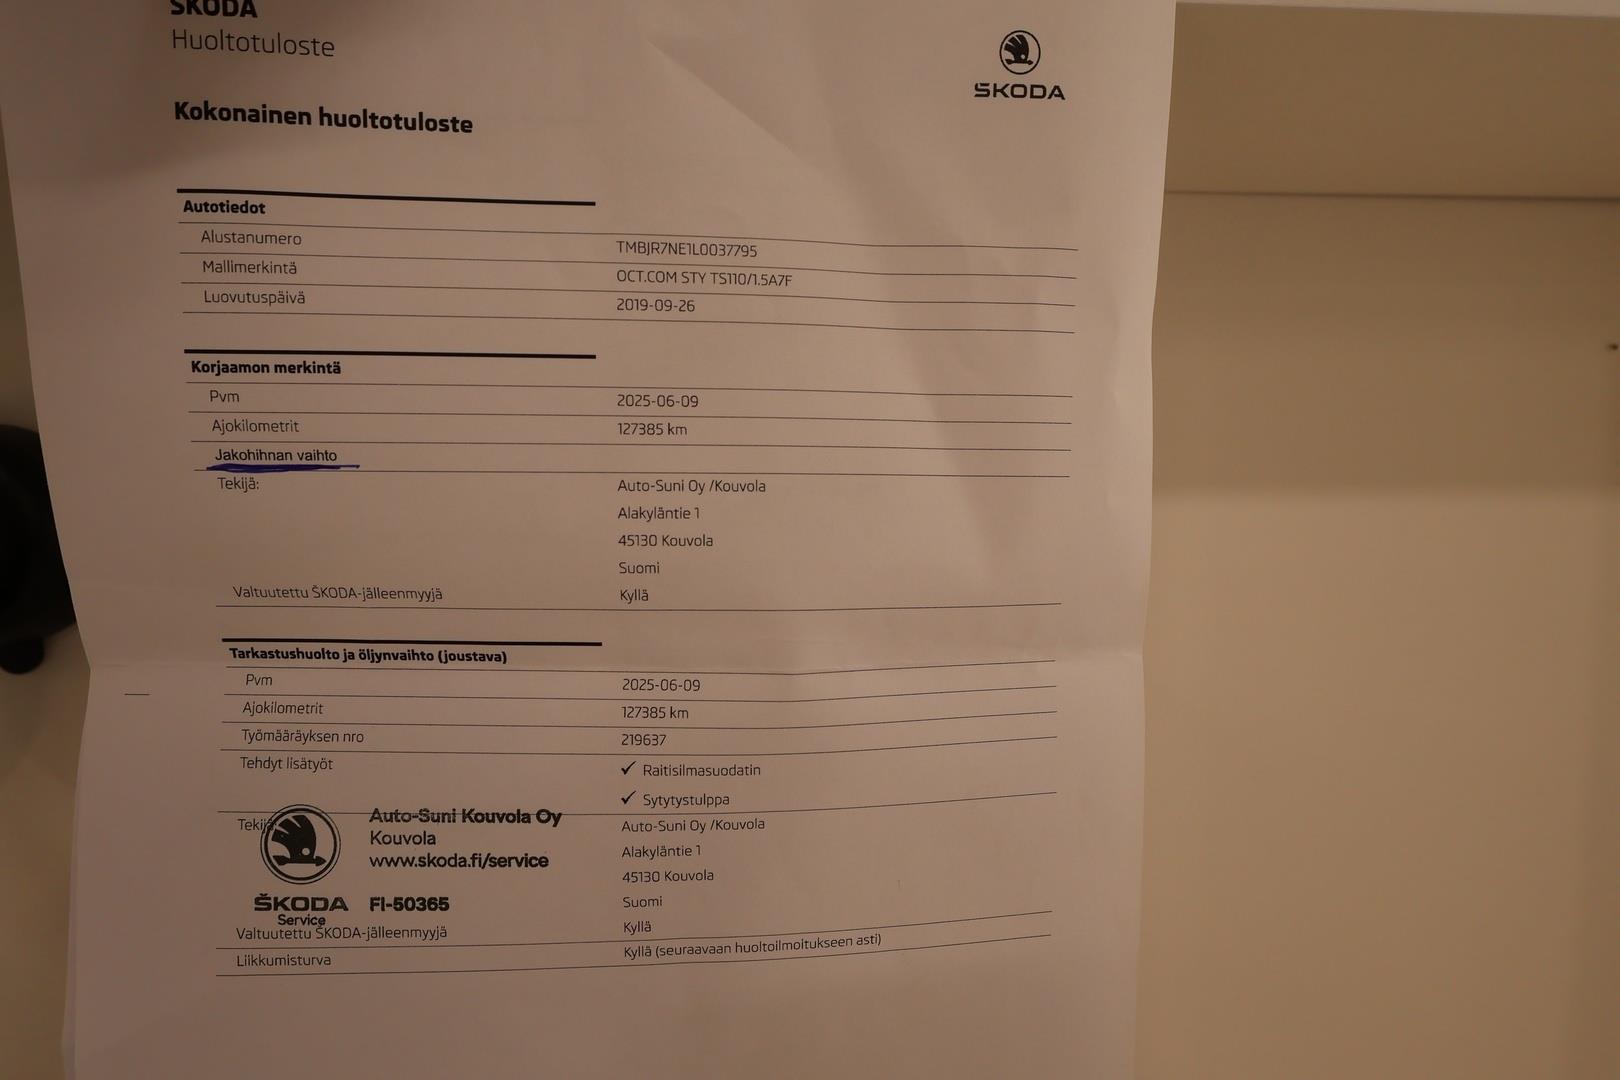 ŠKODA
Huoltotuloste
ŠKODA
Kokonainen huoltotuloste
Autotiedot
Alustanumero TMBJR7NE1L0037795
Mallimerkintä OCT.COM STY TS110/1.5A7F
Luovutuspäivä 2019-09-26
Korjaamon merkintä
Pvm 2025-06-09
Ajokilometrit 127385 km
Jakohihnan vaihto
Tekijä: Auto-Suni Oy /Kouvola
Alakyläntie 1
45130 Kouvola
Suomi
Valtuutettu ŠKODA-jälleenmyyjä Kyllä
Tarkastushuolto ja öljynvaihto (joustava)
Pvm 2025-06-09
Ajokilometrit 127385 km
Työmääräyksen nro 219637
Tehdyt lisätyöt ✓ Raitisilmasuodatin
✓ Sytytystulppa
Tekijä Auto-Suni Oy /Kouvola
Alakyläntie 1
45130 Kouvola
Suomi
Auto-Suni Kouvola Oy
Kouvola
www.skoda.fi/service
ŠKODA FI-50365
Service
Valtuutettu ŠKODA-jälleenmyyjä Kyllä
Liikkumisturva Kyllä (seuraavaan huoltoilmoitukseen asti)